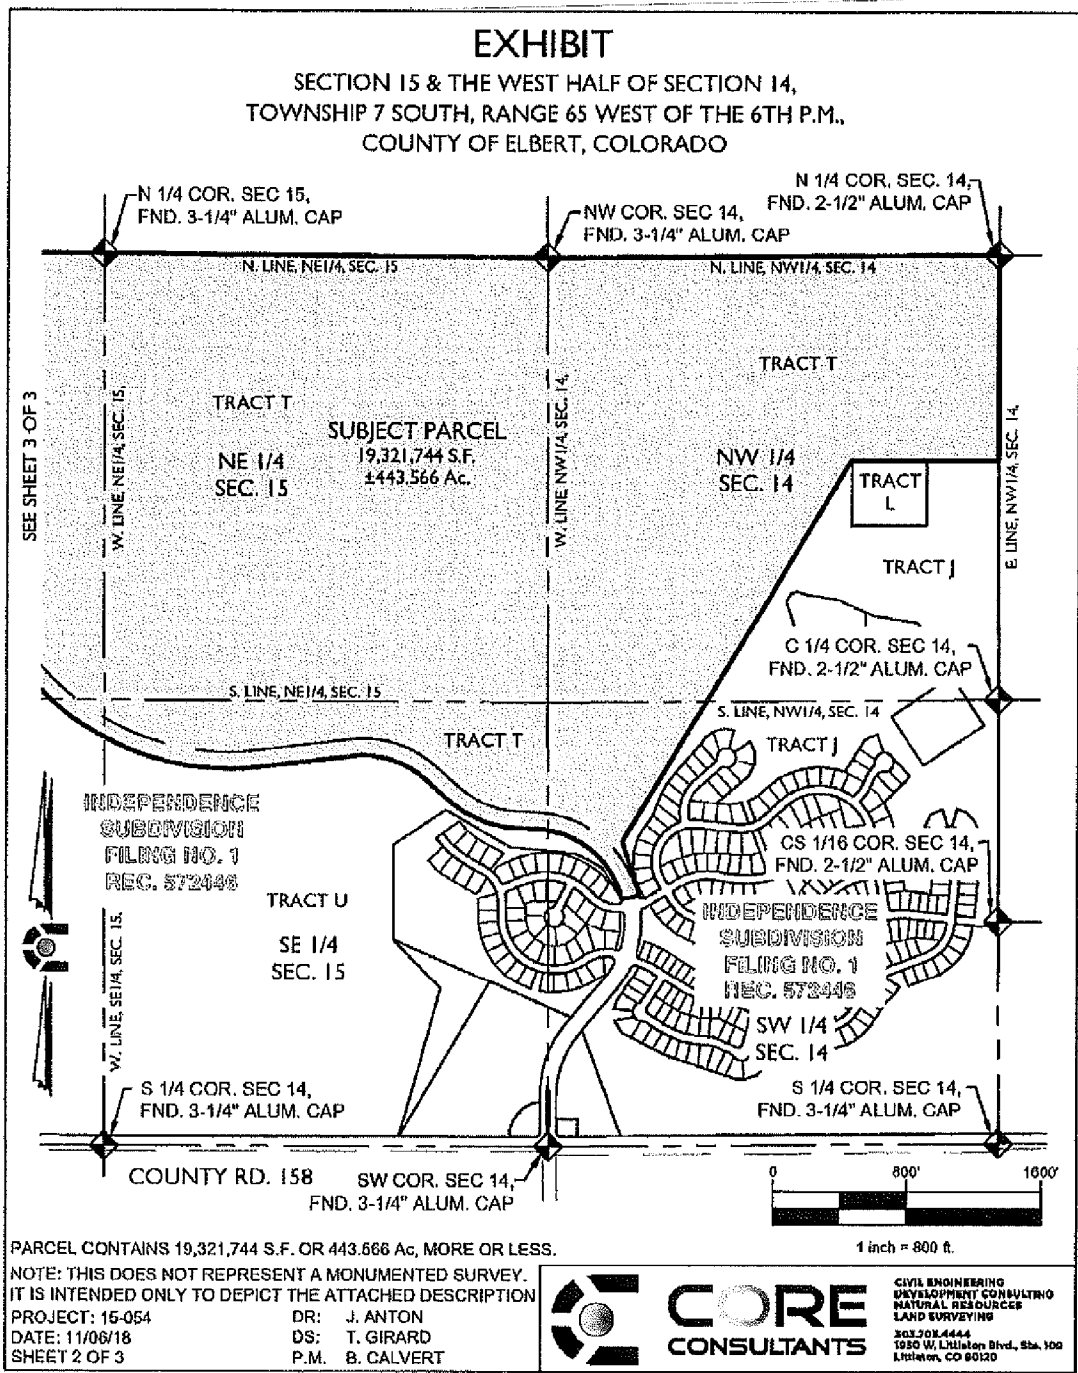 EXHIBIT
SECTION 15 & THE WEST HALF OF SECTION 14,
TOWNSHIP 7 SOUTH, RANGE 65 WEST OF THE 6TH P.M.,
COUNTY OF ELBERT, COLORADO
N 1/4 COR. SEC 15,
FND. 3-1/4" ALUM. CAP
NW COR. SEC 14,
FND. 3-1/4" ALUM. CAP
N 1/4 COR. SEC. 14,
FND. 2-1/2" ALUM. CAP
N. LINE, NE1/4, SEC. 15
N. LINE, NW1/4, SEC. 14
SEE SHEET 3 OF 3
W. LINE, NE1/4, SEC. 15,
TRACT T
NE 1/4
SEC. 15
SUBJECT PARCEL
19,321,744 S.F.
±443.566 Ac.
W. LINE, NW1/4, SEC. 14,
TRACT T
NW 1/4
SEC. 14
TRACT
L
TRACT J
E. LINE, NW1/4, SEC. 14,
C 1/4 COR. SEC 14,
FND. 2-1/2" ALUM. CAP
S. LINE, NE1/4, SEC. 15
S. LINE, NW1/4, SEC. 14
TRACT T
TRACT J
INDEPENDENCE
SUBDIVISION
FILING NO. 1
REC. 572446
CS 1/16 COR. SEC 14,
FND. 2-1/2" ALUM. CAP
TRACT U
SE 1/4
SEC. 15
W. LINE, SE1/4, SEC. 15.
INDEPENDENCE
SUBDIVISION
FILING NO. 1
REC. 572446
SW 1/4
SEC. 14
S 1/4 COR. SEC 14,
FND. 3-1/4" ALUM. CAP
S 1/4 COR. SEC 14,
FND. 3-1/4" ALUM. CAP
COUNTY RD. 158
SW COR. SEC 14,
FND. 3-1/4" ALUM. CAP
0 800' 1600'
1 inch = 800 ft.
PARCEL CONTAINS 19,321,744 S.F. OR 443.566 Ac, MORE OR LESS.
NOTE: THIS DOES NOT REPRESENT A MONUMENTED SURVEY.
IT IS INTENDED ONLY TO DEPICT THE ATTACHED DESCRIPTION
PROJECT: 15-054 DR: J. ANTON
DATE: 11/06/18 DS: T. GIRARD
SHEET 2 OF 3 P.M. B. CALVERT
CORE
CONSULTANTS
CIVIL ENGINEERING
DEVELOPMENT CONSULTING
NATURAL RESOURCES
LAND SURVEYING
303.703.4444
1950 W. Littleton Blvd., Ste. 109
Littleton, CO 80120